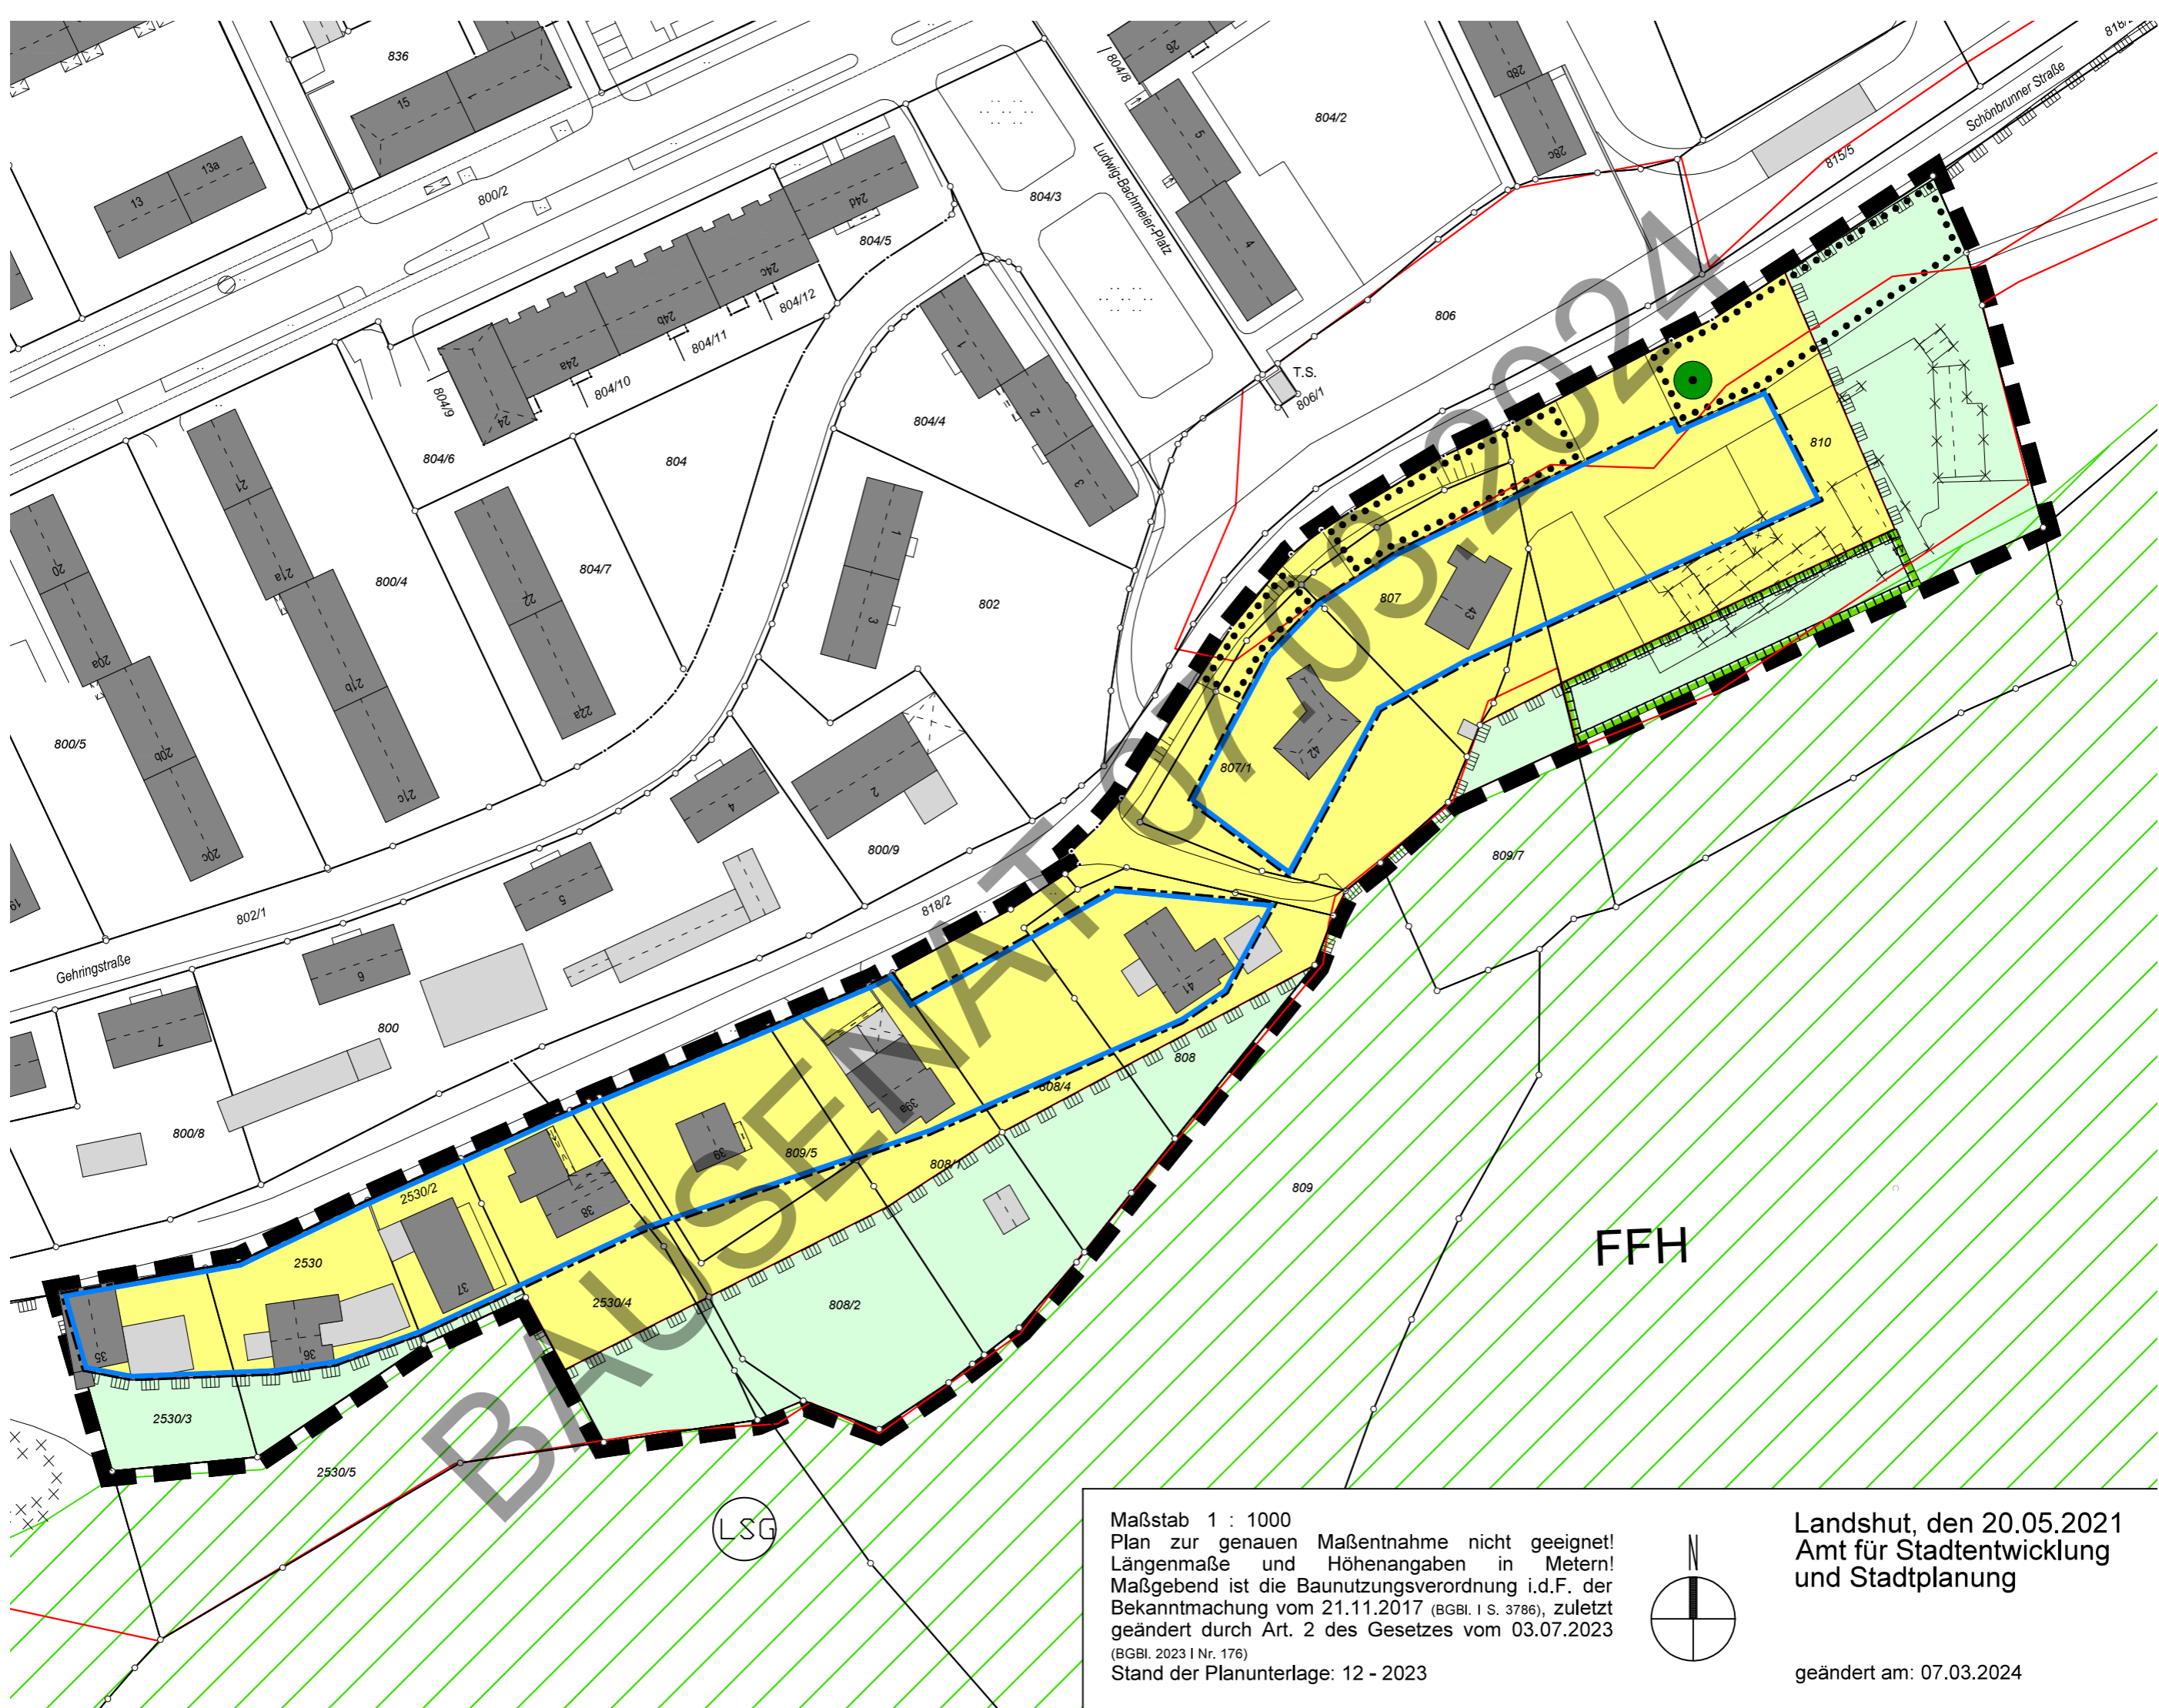 836
15
804/8
26
28b
818/2
Schönbrunner Straße
13
13a
800/2
5
804/2
28c
815/5
24d
804/3
Ludwig-Bachmeier-Platz
804/5
4
24c
804/12
24b
804/11
1
806
24a
804/10
T.S.
806/1
804/9
24
2
804/4
804/6
804
810
21
3
1
20
22
804/7
21a
800/4
802
807
43
3
20a
21b
22a
42
800/5
20b
807/1
21c
4
2
20c
800/9
809/7
19
802/1
5
818/2
Gehringstraße
6
41
7
800
808
808/4
39a
800/8
39
809/5
808/1
2530/2
38
809
2530
37
FFH
35
36
2530/4
808/2
2530/3
2530/5
LSG
BAUSENAT 07.03.2024
Maßstab 1 : 1000
Plan zur genauen Maßentnahme nicht geeignet!
Längenmaße und Höhenangaben in Metern!
Maßgebend ist die Baunutzungsverordnung i.d.F. der
Bekanntmachung vom 21.11.2017 (BGBl. I S. 3786), zuletzt
geändert durch Art. 2 des Gesetzes vom 03.07.2023
(BGBl. 2023 I Nr. 176)
Stand der Planunterlage: 12 - 2023
N
Landshut, den 20.05.2021
Amt für Stadtentwicklung
und Stadtplanung
geändert am: 07.03.2024